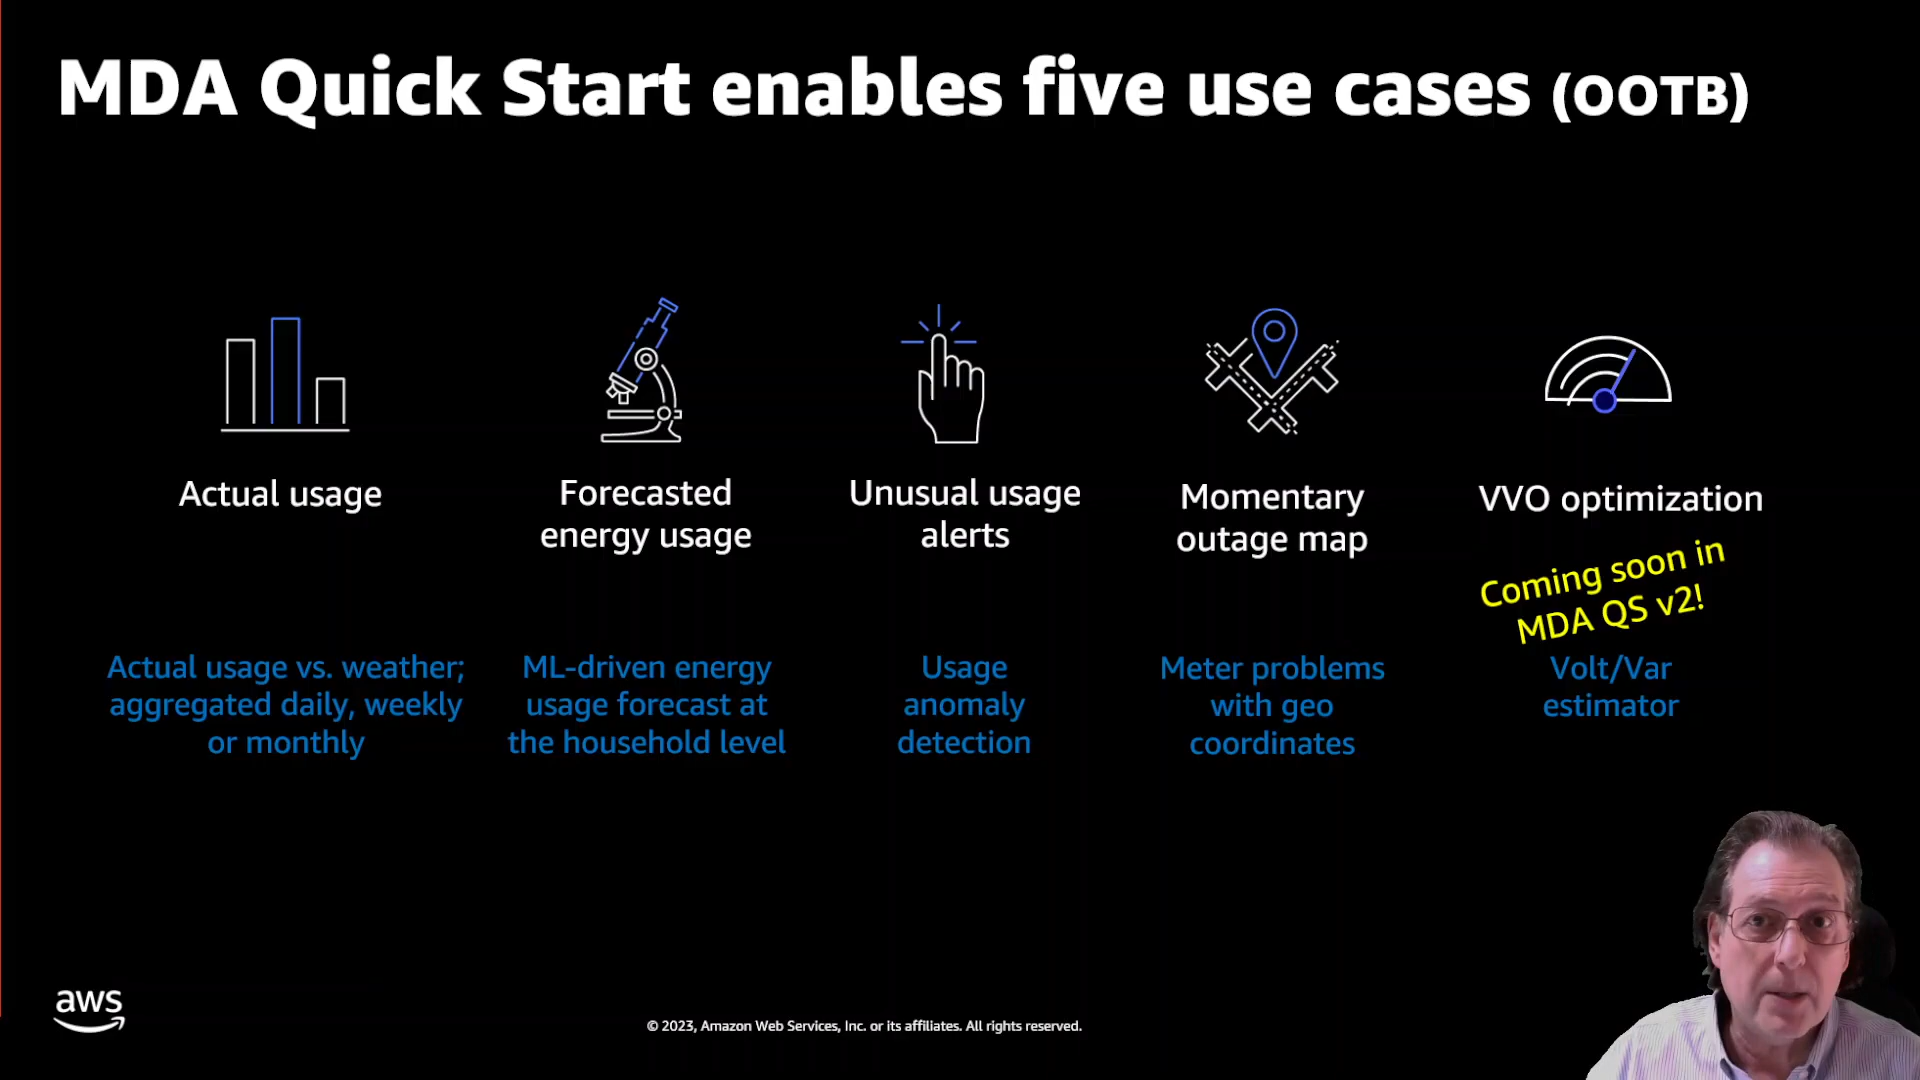 MDA Quick Start enables five use cases (OOTB)
Actual usage
Forecasted
energy usage
Unusual usage
alerts
Momentary
outage map
VVO optimization
Coming soon in
MDA QS v2!
Actual usage vs. weather;
aggregated daily, weekly
or monthly
ML-driven energy
usage forecast at
the household level
Usage
anomaly
detection
Meter problems
with geo
coordinates
Volt/Var
estimator
aws
© 2023, Amazon Web Services, Inc. or its affiliates. All rights reserved.